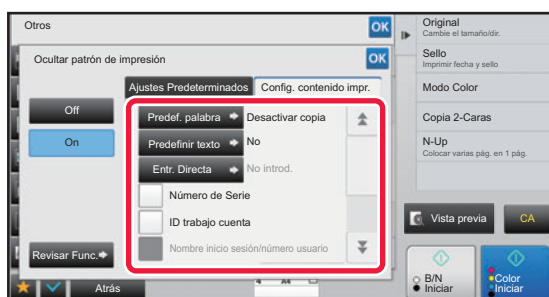 Otros
OK
Ocultar patrón de impresión
OK
Ajustes Predeterminados
Config. contenido impr.
Off
On
Predef. palabra
Desactivar copia
Predefinir texto
No
Entr. Directa
No introd.
Número de Serie
ID trabajo cuenta
Nombre inicio sesión/número usuario
Revisar Func.
Atrás
A4
Original
Cambie el tamaño/dir.
Sello
Imprimir fecha y sello
Modo Color
Copia 2-Caras
N-Up
Colocar varias pág. en 1 pág.
Vista previa
CA
B/N
Iniciar
Color
Iniciar